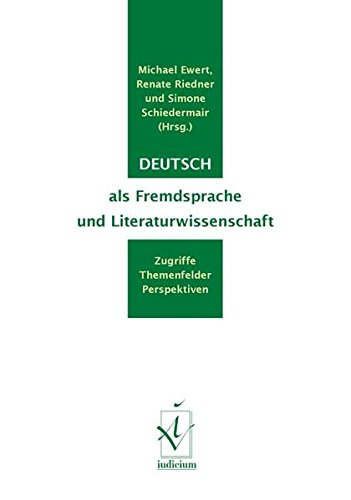 Michael Ewert,
Renate Riedner
und Simone
Schiedermair
(Hrsg.)
DEUTSCH
als Fremdsprache
und Literaturwissenschaft
Zugriffe
Themenfelder
Perspektiven
iudicium